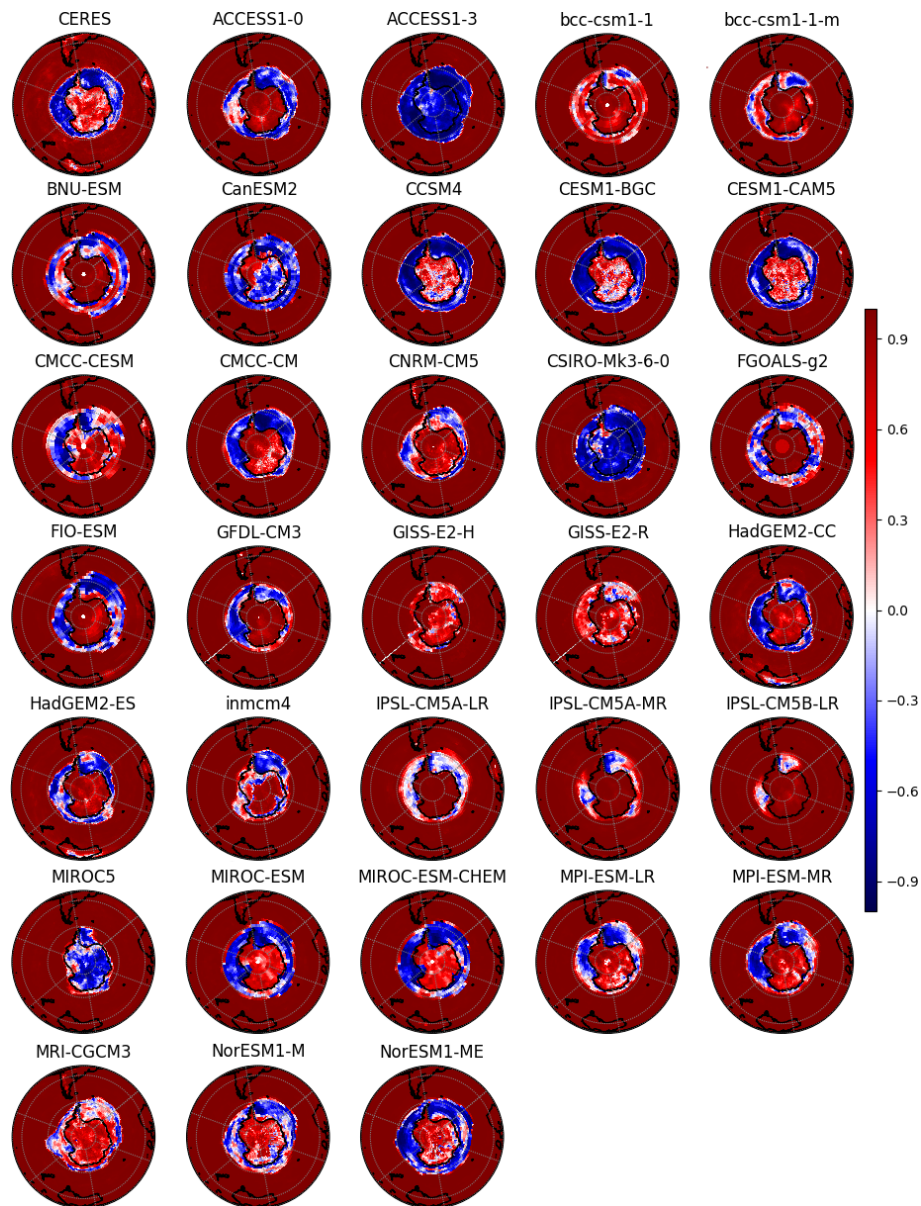 CERES ACCESS1-0 ACCESS1-3 bcc-csm1-1 bcc-csm1-1-m
BNU-ESM CanESM2 CCSM4 CESM1-BGC CESM1-CAM5
CMCC-CESM CMCC-CM CNRM-CM5 CSIRO-Mk3-6-0 FGOALS-g2
FIO-ESM GFDL-CM3 GISS-E2-H GISS-E2-R HadGEM2-CC
HadGEM2-ES inmcm4 IPSL-CM5A-LR IPSL-CM5A-MR IPSL-CM5B-LR
MIROC5 MIROC-ESM MIROC-ESM-CHEM MPI-ESM-LR MPI-ESM-MR
MRI-CGCM3 NorESM1-M NorESM1-ME
0.9
0.6
0.3
0.0
−0.3
−0.6
−0.9